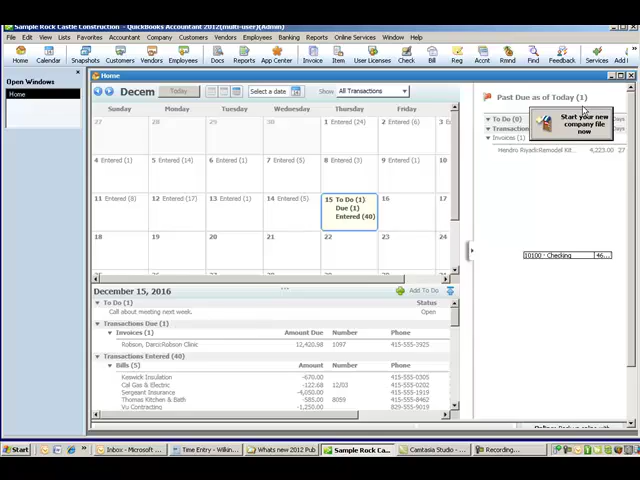 Sample Rock Castle Construction - QuickBooks Accountant 2012(multi-user)(Admin)
File Edit View Lists Favorites Accountant Company Customers Vendors Employees Banking Reports Online Services Window Help
Home Calendar Snapshots Customers Vendors Employees Docs Reports App Center Invoice Item User Licenses Check Bill Reg Accnt Rmnd Find Feedback Services Add I
Open Windows
Home
Home
Decem Today Select a date Show All Transactions
Sunday Monday Tuesday Wednesday Thursday Friday
27 28 29 30 1 Entered (24) 2 Entered (6) 3
4 Entered (1) 5 Entered (14) 6 Entered (1) 7 Entered (5) 8 Entered (4) 9 Entered (3) 10
11 Entered (8) 12 Entered (17) 13 Entered (1) 14 Entered (5) 15 To Do (1) 16 17
Due (1)
Entered (40)
18 19 20 21 22 23 24
December 15, 2016 Add To Do
To Do (1) Status
Call about meeting next week. Open
Transactions Due (1)
Invoices (1) Amount Due Number Phone
Robson, Darci:Robson Clinic 12,420.98 1097 415-555-3925
Transactions Entered (40)
Bills (5) Amount Number Phone
Keswick Insulation -670.00 415-555-0305
Cal Gas & Electric -122.68 12/03 415-555-0202
Sergeant Insurance -4,050.00 415-555-1919
Thomas Kitchen & Bath -585.00 8059 415-555-8462
Vu Contracting -1,250.00 829-555-9019
Past Due as of Today (1)
To Do (0)
Transactions
Invoices (1)
Hendro Riyadi:Remodel Kit... 4,223.00 27
Start your new
company file
now
10100 · Checking 46...
Start Inbox - Microsoft ... Time Entry - Wilkin... Whats new 2012 Pub Sample Rock Ca... Camtasia Studio - ... Recording...